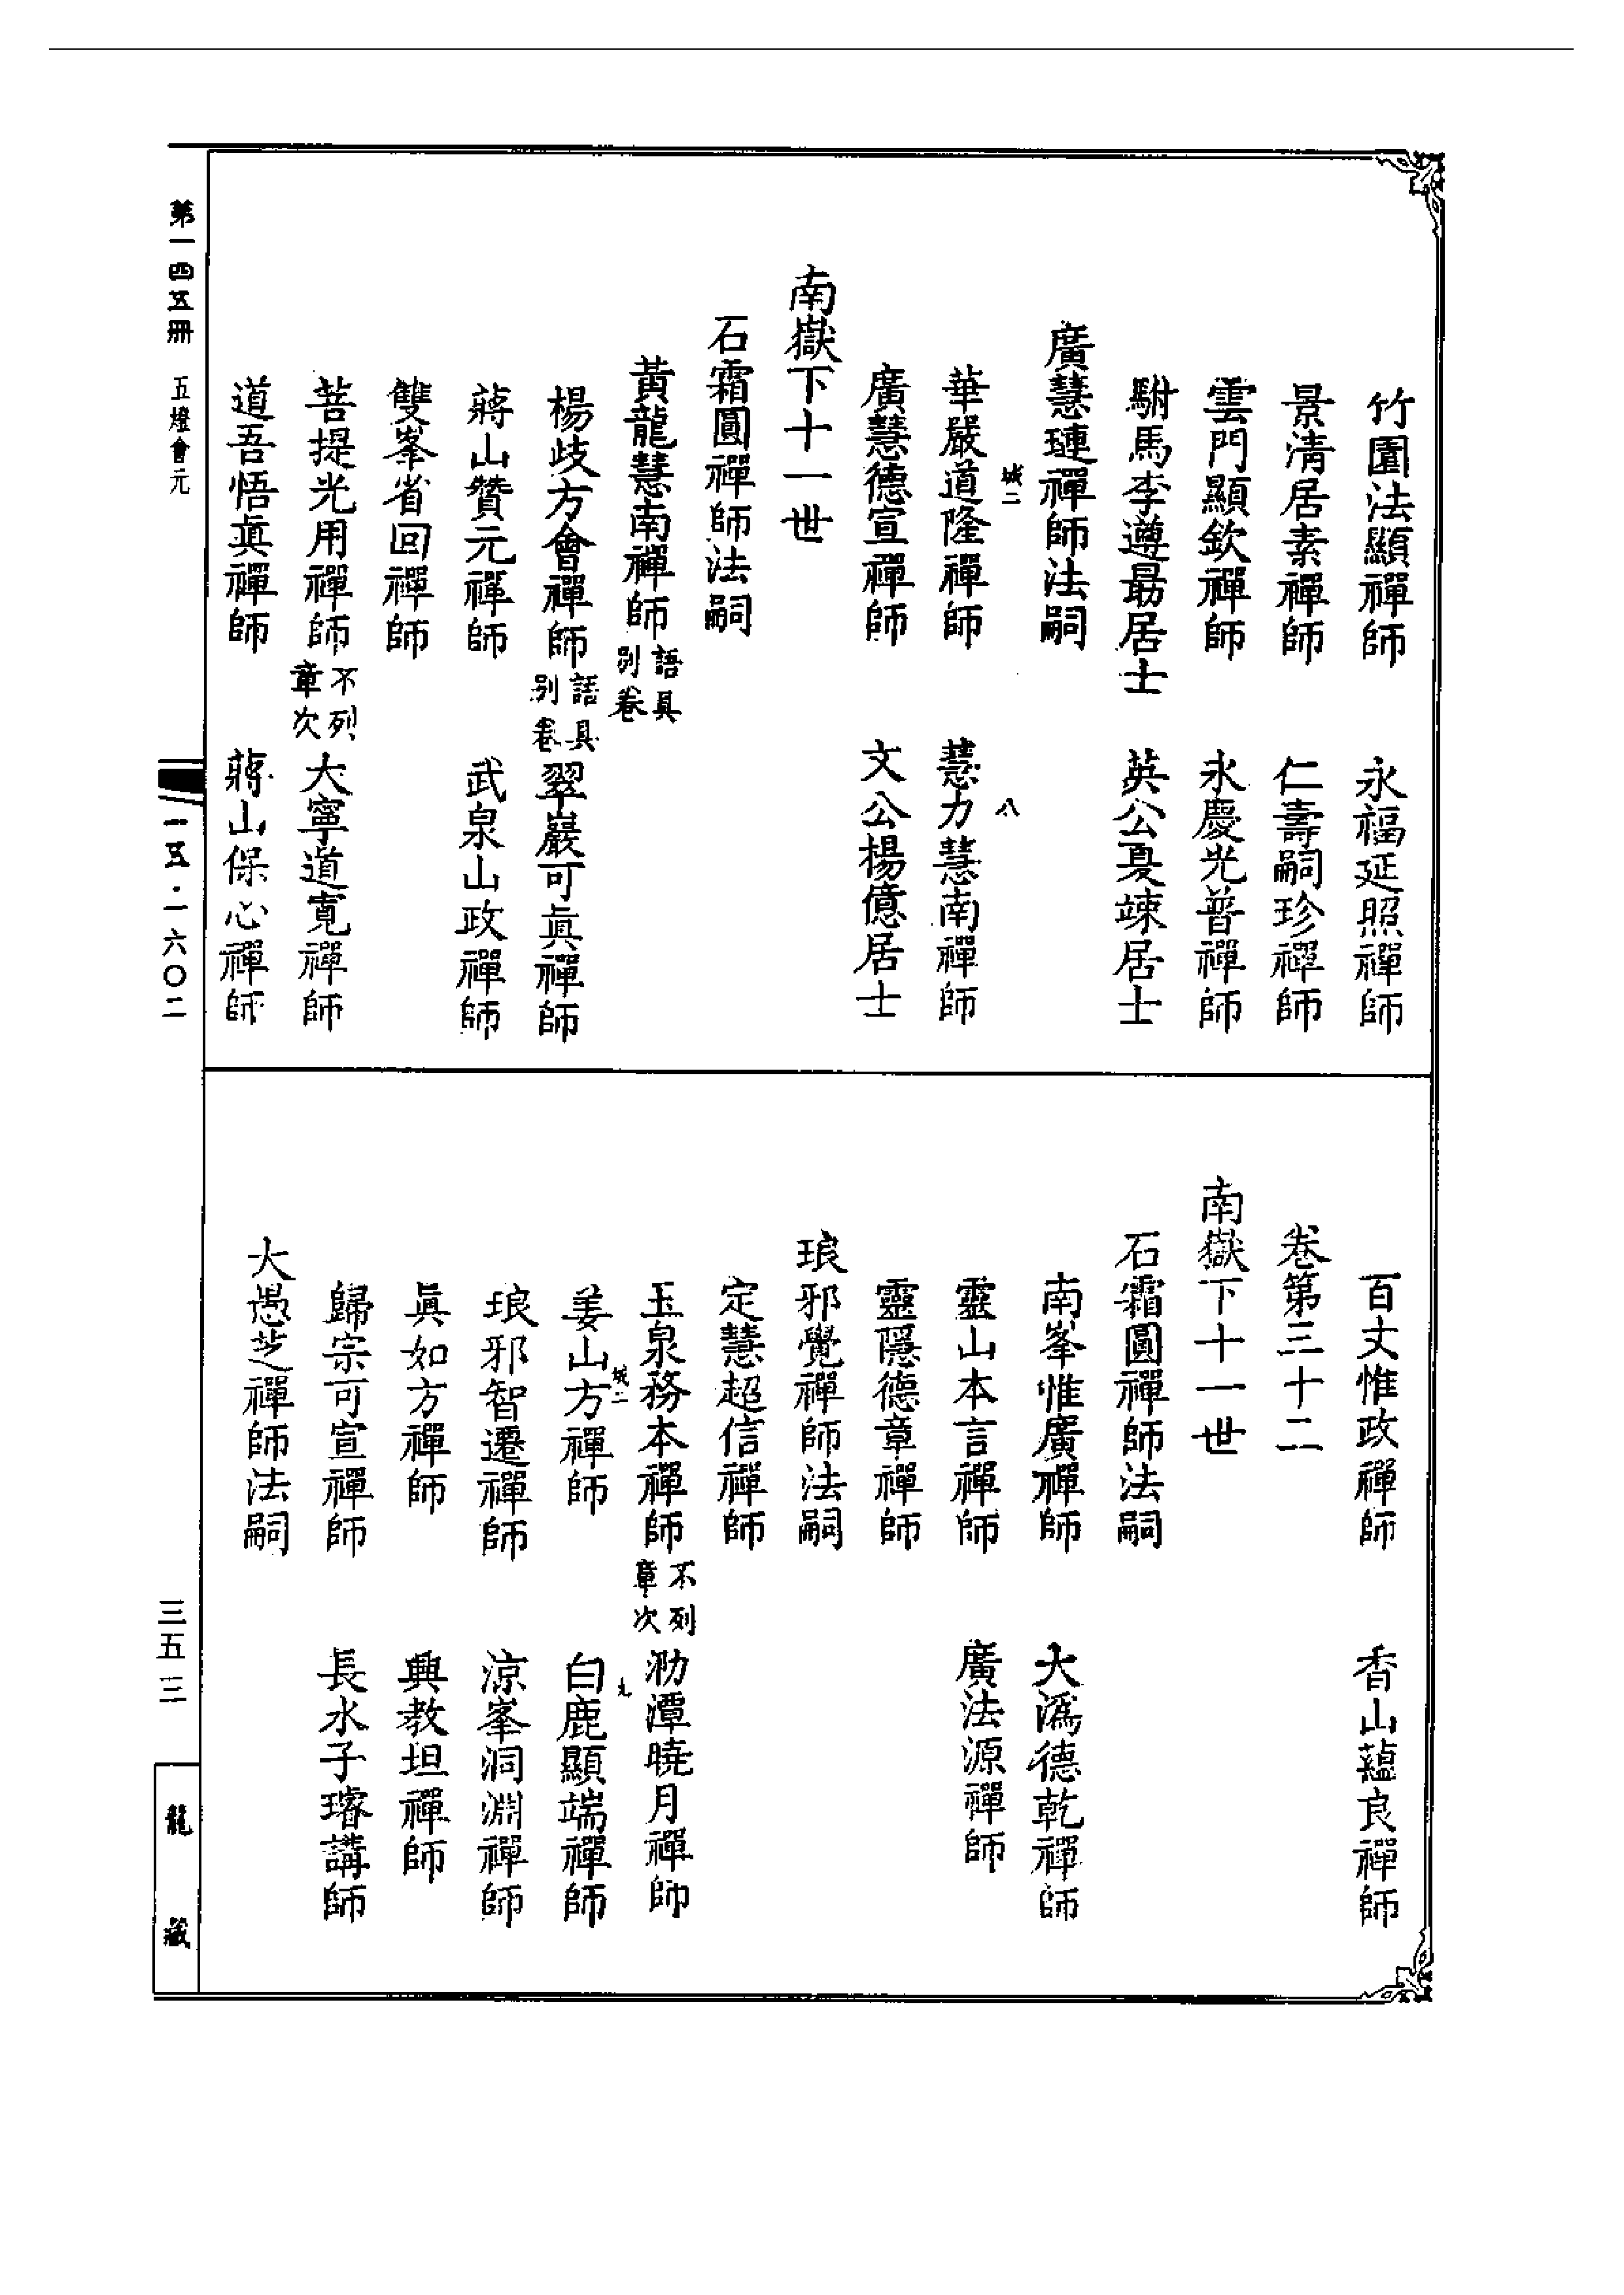 竹園法顯禪師 永福延照禪師
景清居素禪師 仁壽嗣珍禪師
雲門顯欽禪師 永慶光普禪師
駙馬李遵勗居士 英公夏竦居士
廣慧璉禪師法嗣
城二 八
華嚴道隆禪師 慧力慧南禪師
廣慧德宣禪師 文公楊億居士
南嶽下十一世
石霜圓禪師法嗣
黃龍慧南禪師語具別卷
楊歧方會禪師語具別卷 翠巖可眞禪師
蔣山贊元禪師 武泉山政禪師
雙峯省回禪師
菩提光用禪師不列章次 大寧道寬禪師
道吾悟眞禪師 蔣山保心禪師
百丈惟政禪師 香山蘊良禪師
卷第三十二
南嶽下十一世
石霜圓禪師法嗣
南峯惟廣禪師 大溈德乾禪師
靈山本言禪師 廣法源禪師
靈隱德章禪師
琅邪覺禪師法嗣
定慧超信禪師
玉泉務本禪師不列章次 泐潭曉月禪師
城二 九
姜山方禪師 白鹿顯端禪師
琅邪智遷禪師 涼峯洞淵禪師
眞如方禪師 興教坦禪師
歸宗可宣禪師 長水子璿講師
大愚芝禪師法嗣
第一四五冊 五燈會元 一五·一六〇二 三五三 龍藏